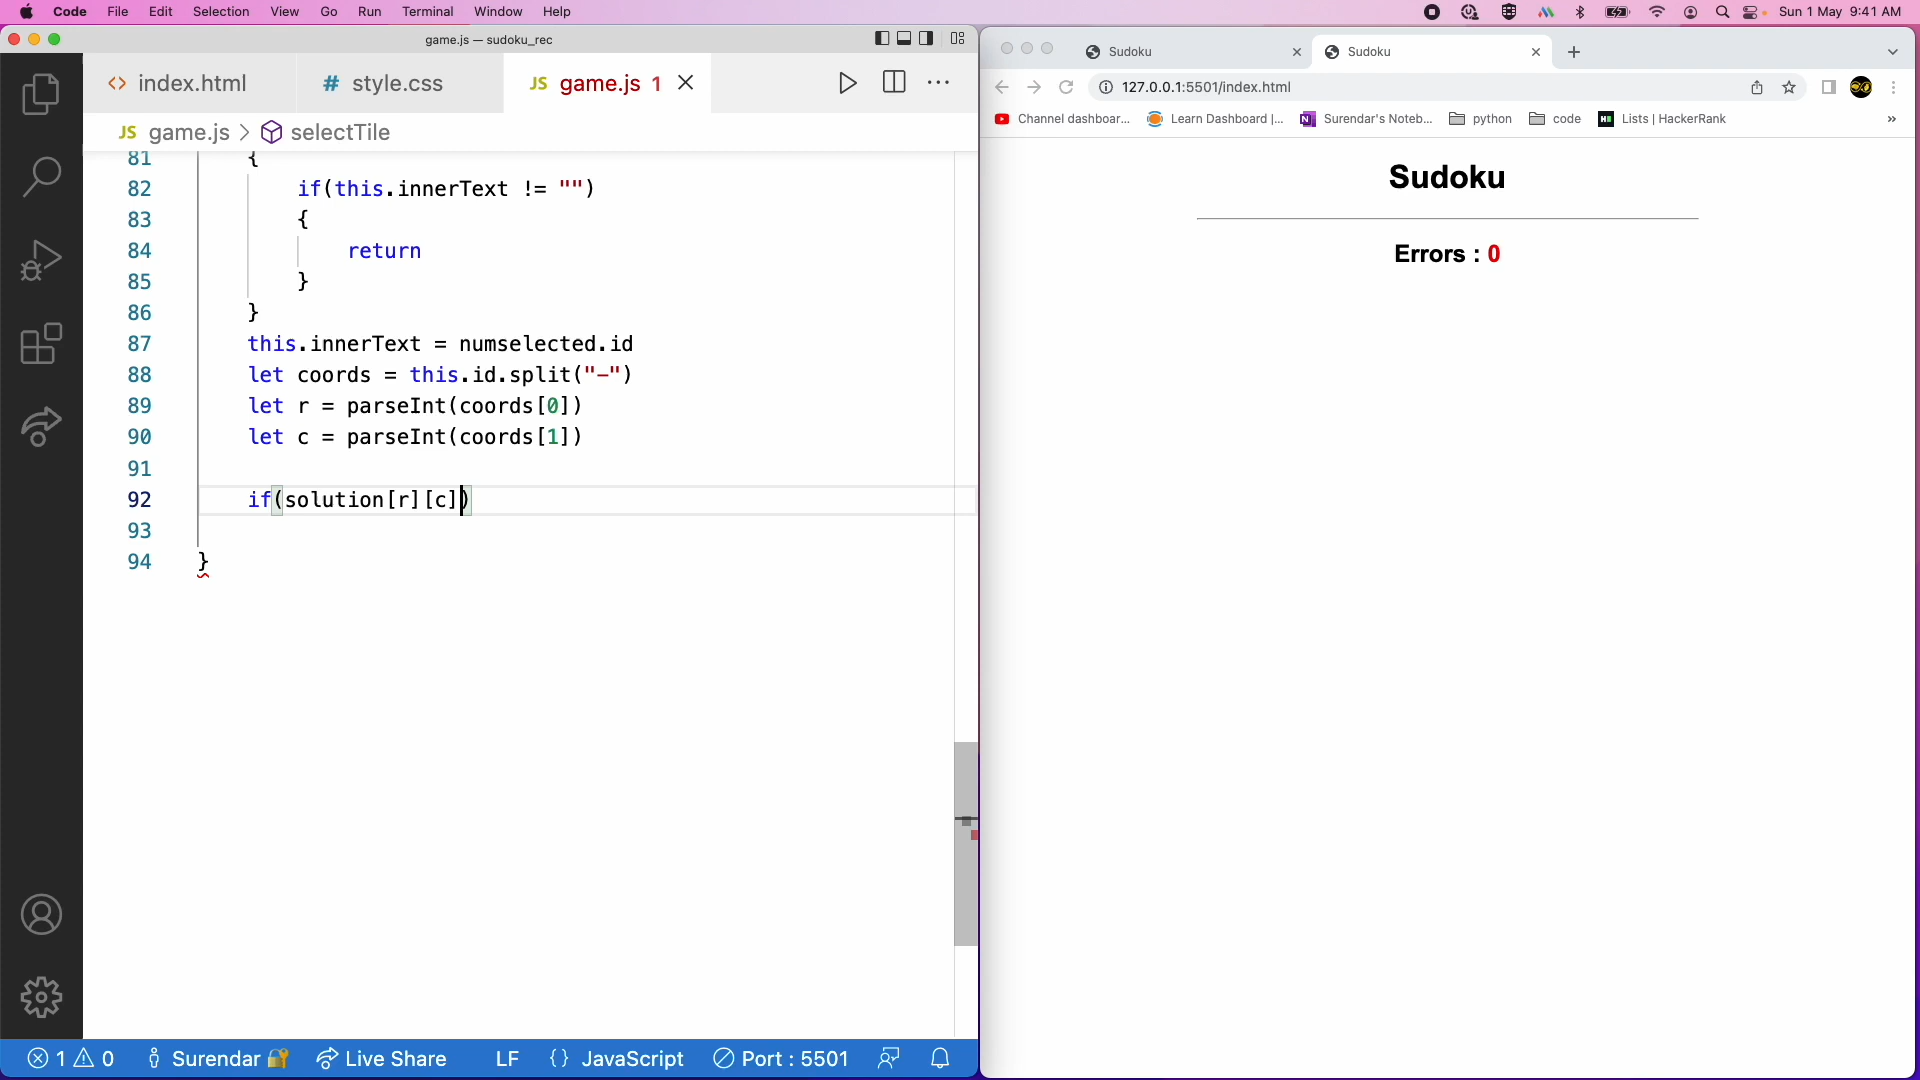 Code File Edit Selection View Go Run Terminal Window Help Sun 1 May 9:41 AM
game.js — sudoku_rec
index.html style.css JS game.js 1
JS game.js > selectTile
81 {
82 if(this.innerText != "")
83 {
84 return
85 }
86 }
87 this.innerText = numselected.id
88 let coords = this.id.split("-")
89 let r = parseInt(coords[0])
90 let c = parseInt(coords[1])
91
92 if(solution[r][c])
93
94 }
1 0 Surendar Live Share LF {} JavaScript Port : 5501
Sudoku Sudoku
127.0.0.1:5501/index.html
Channel dashboar... Learn Dashboard |... Surendar's Noteb... python code Lists | HackerRank »
Sudoku
Errors : 0